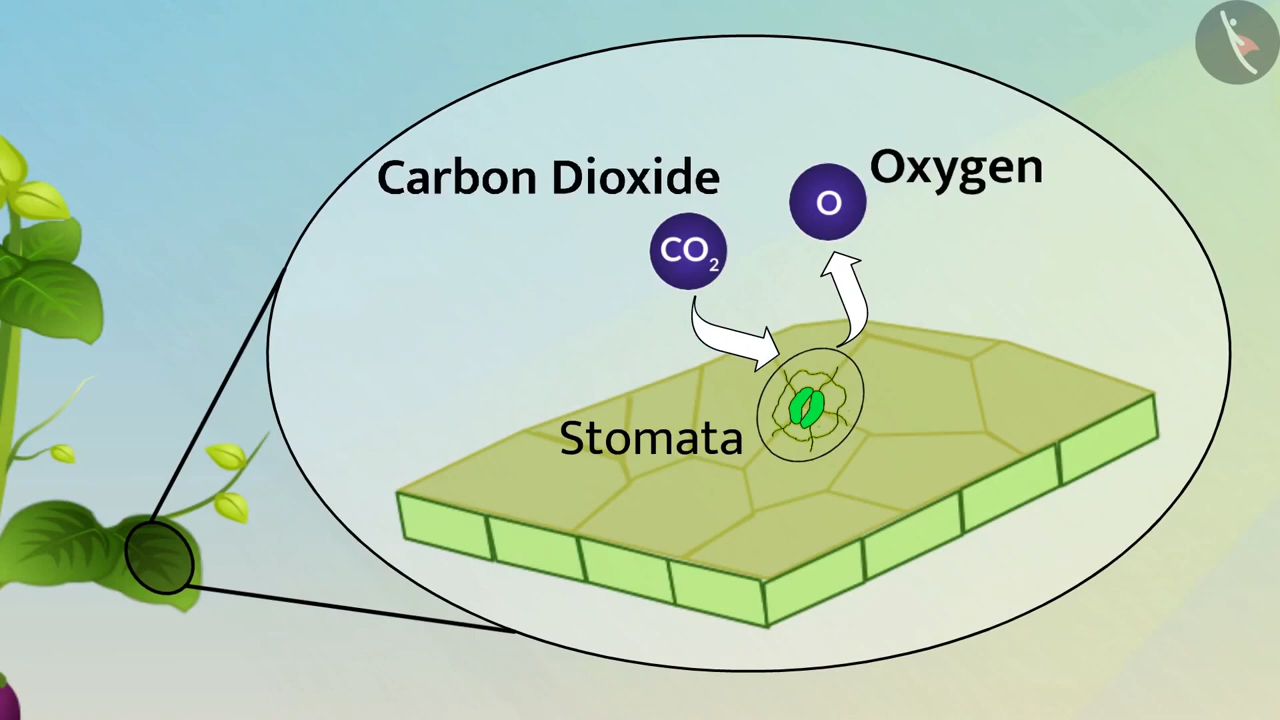 Carbon Dioxide
Oxygen
CO₂
O
Stomata